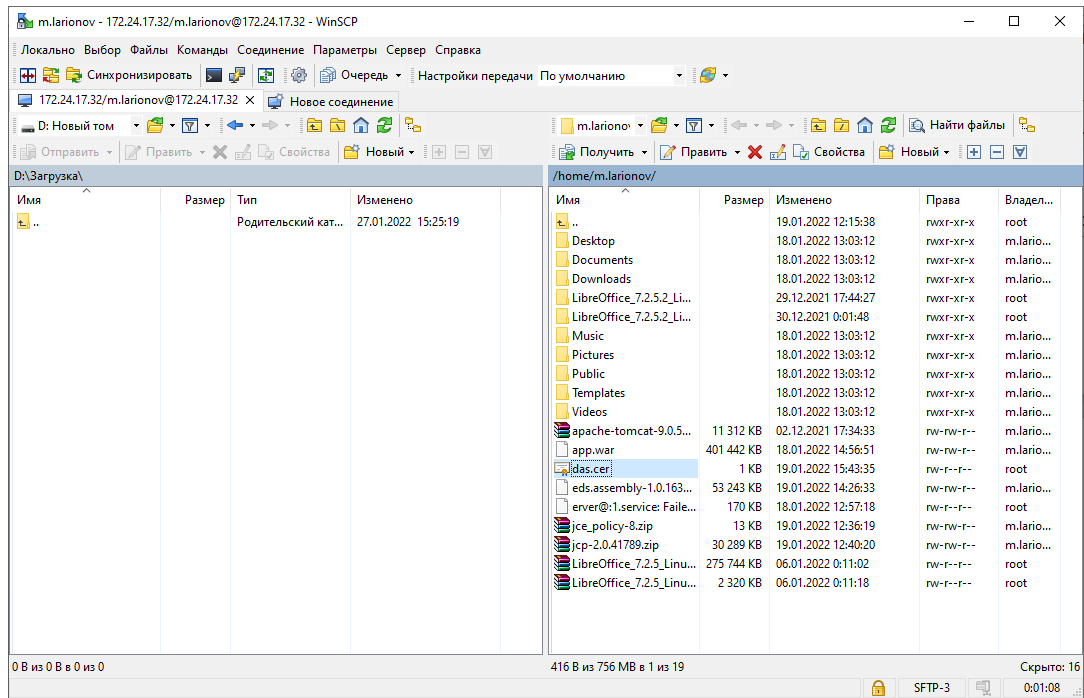 m.larionov - 172.24.17.32/m.larionov@172.24.17.32 - WinSCP
Локально Выбор Файлы Команды Соединение Параметры Сервер Справка
Синхронизировать Очередь Настройки передачи По умолчанию
172.24.17.32/m.larionov@172.24.17.32 Новое соединение
D: Новый том m.larionov Найти файлы
Отправить Править Свойства Новый Получить Править Свойства Новый
D:\Загрузка\ /home/m.larionov/
Имя Размер Тип Изменено Имя Размер Изменено Права Владел...
.. Родительский кат... 27.01.2022 15:25:19 .. 19.01.2022 12:15:38 rwxr-xr-x root
Desktop 18.01.2022 13:03:12 rwxr-xr-x m.lario...
Documents 18.01.2022 13:03:12 rwxr-xr-x m.lario...
Downloads 18.01.2022 13:03:12 rwxr-xr-x m.lario...
LibreOffice_7.2.5.2_Li... 29.12.2021 17:44:27 rwxr-xr-x root
LibreOffice_7.2.5.2_Li... 30.12.2021 0:01:48 rwxr-xr-x root
Music 18.01.2022 13:03:12 rwxr-xr-x m.lario...
Pictures 18.01.2022 13:03:12 rwxr-xr-x m.lario...
Public 18.01.2022 13:03:12 rwxr-xr-x m.lario...
Templates 18.01.2022 13:03:12 rwxr-xr-x m.lario...
Videos 18.01.2022 13:03:12 rwxr-xr-x m.lario...
apache-tomcat-9.0.5... 11 312 KB 02.12.2021 17:34:33 rw-rw-r-- m.lario...
app.war 401 442 KB 18.01.2022 14:56:51 rw-rw-r-- m.lario...
das.cer 1 KB 19.01.2022 15:43:35 rw-r--r-- root
eds.assembly-1.0.163... 53 243 KB 19.01.2022 14:26:33 rw-rw-r-- m.lario...
erver@:1.service: Faile... 170 KB 18.01.2022 12:57:18 rw-r--r-- root
jce_policy-8.zip 13 KB 19.01.2022 12:36:19 rw-rw-r-- m.lario...
jcp-2.0.41789.zip 30 289 KB 19.01.2022 12:40:20 rw-rw-r-- m.lario...
LibreOffice_7.2.5_Linu... 275 744 KB 06.01.2022 0:11:02 rw-r--r-- root
LibreOffice_7.2.5_Linu... 2 320 KB 06.01.2022 0:11:18 rw-r--r-- root
0 B из 0 B в 0 из 0 416 B из 756 MB в 1 из 19 Скрыто: 16
SFTP-3 0:01:08